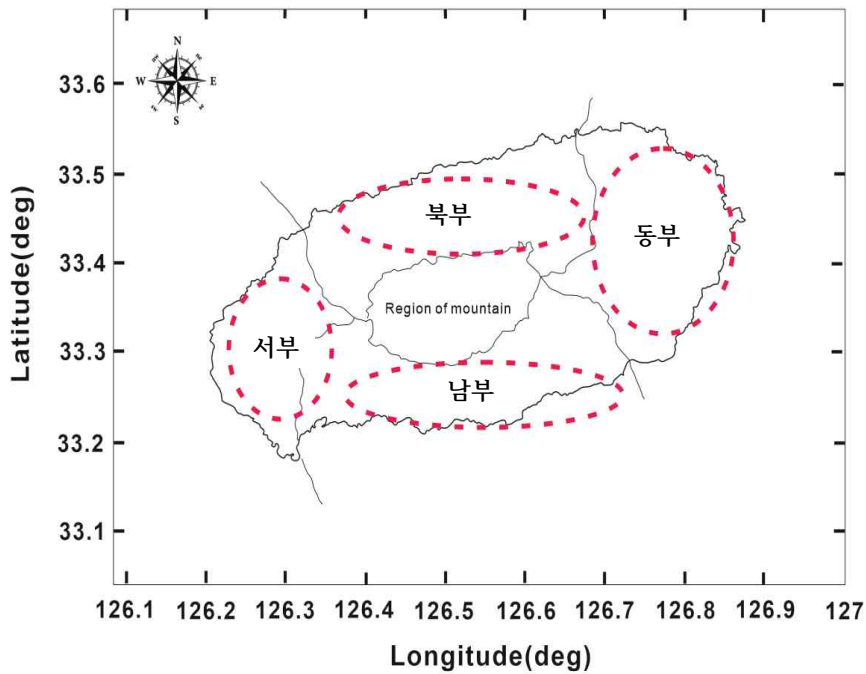 N
W E
S
33.6
33.5
북부
동부
33.4
Region of mountain
Latitude(deg)
서부
33.3
남부
33.2
33.1
126.1 126.2 126.3 126.4 126.5 126.6 126.7 126.8 126.9 127
Longitude(deg)